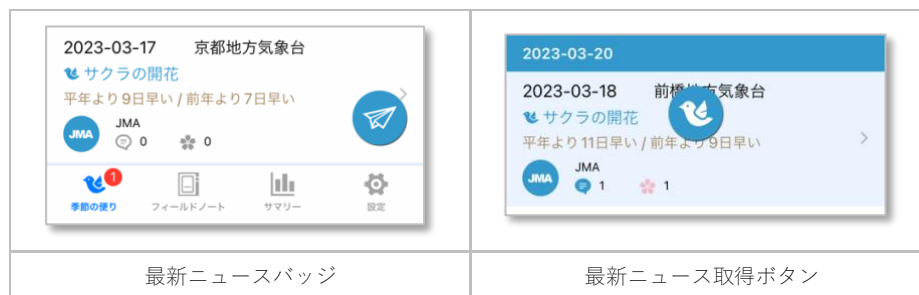 2023-03-17 京都地方気象台
サクラの開花
平年より9日早い / 前年より7日早い
JMA
JMA
0 0
1
季節の便り フィールドノート サマリー 設定
最新ニュースバッジ
2023-03-20
2023-03-18 前橋地方気象台
サクラの開花
平年より11日早い / 前年より9日早い
JMA
JMA
1 1
最新ニュース取得ボタン